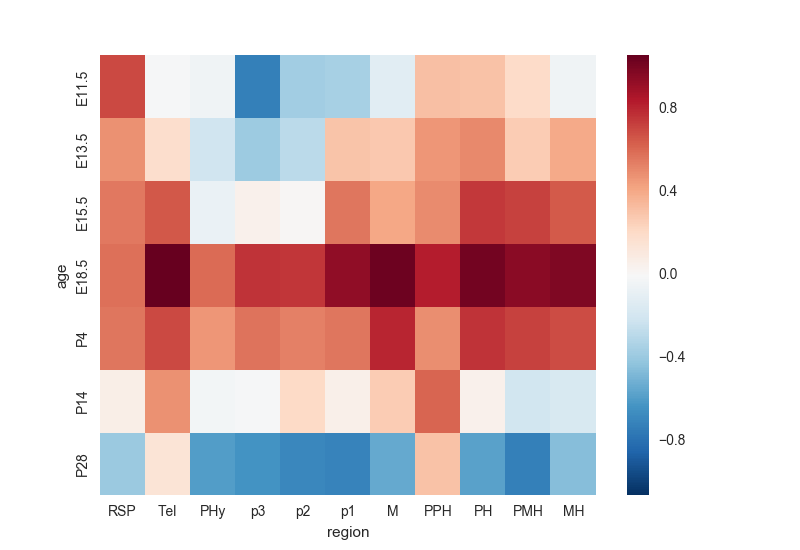 E11.5
E13.5
E15.5
E18.5
P4
P14
P28
age
RSP Tel PHy p3 p2 p1 M PPH PH PMH MH
region
0.8
0.4
0.0
−0.4
−0.8